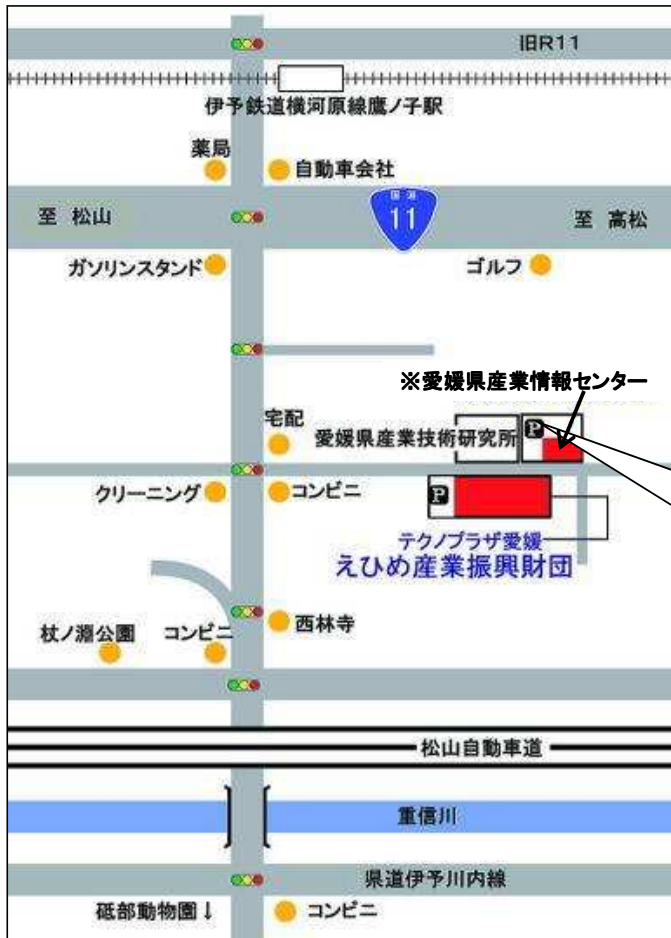 旧R11
伊予鉄道横河原線鷹ノ子駅
薬局
自動車会社
国道
11
至 松山
至 高松
ガソリンスタンド
ゴルフ
※愛媛県産業情報センター
宅配
愛媛県産業技術研究所
P
クリーニング
コンビニ
P
テクノプラザ愛媛
えひめ産業振興財団
西林寺
杖ノ淵公園
コンビニ
松山自動車道
重信川
県道伊予川内線
砥部動物園↓
コンビニ